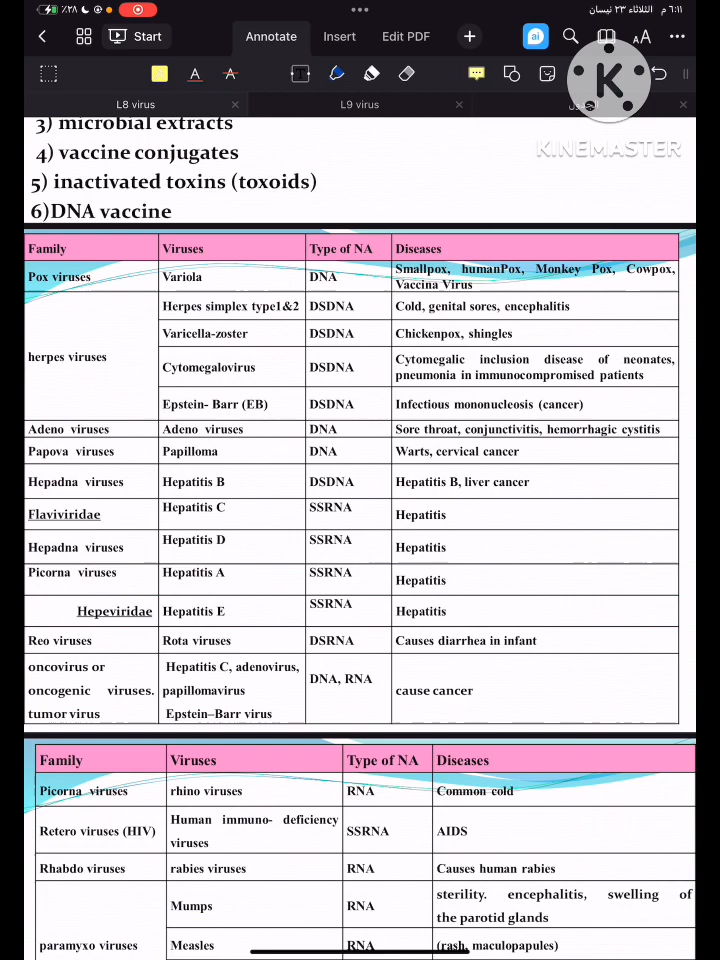 ٦:١١ م الثلاثاء ٢٣ نيسان
٪٢٨
Start
Annotate
Insert
Edit PDF
ai
AA
K
L8 virus
L9 virus
الجدول
KINEMASTER
3) microbial extracts
4) vaccine conjugates
5) inactivated toxins (toxoids)
6)DNA vaccine
Family Viruses Type of NA Diseases
Pox viruses Variola DNA Smallpox, humanPox, Monkey Pox, Cowpox,
Vaccina Virus
herpes viruses
Herpes simplex type1&2 DSDNA Cold, genital sores, encephalitis
Varicella-zoster DSDNA Chickenpox, shingles
Cytomegalovirus DSDNA Cytomegalic inclusion disease of neonates,
pneumonia in immunocompromised patients
Epstein- Barr (EB) DSDNA Infectious mononucleosis (cancer)
Adeno viruses Adeno viruses DNA Sore throat, conjunctivitis, hemorrhagic cystitis
Papova viruses Papilloma DNA Warts, cervical cancer
Hepadna viruses Hepatitis B DSDNA Hepatitis B, liver cancer
Flaviviridae Hepatitis C SSRNA Hepatitis
Hepadna viruses Hepatitis D SSRNA Hepatitis
Picorna viruses Hepatitis A SSRNA Hepatitis
Hepeviridae Hepatitis E SSRNA Hepatitis
Reo viruses Rota viruses DSRNA Causes diarrhea in infant
oncovirus or
oncogenic viruses.
tumor virus
Hepatitis C, adenovirus,
papillomavirus
Epstein–Barr virus
DNA, RNA
cause cancer
Family Viruses Type of NA Diseases
Picorna viruses rhino viruses RNA Common cold
Retero viruses (HIV) Human immuno- deficiency
viruses
SSRNA AIDS
Rhabdo viruses rabies viruses RNA Causes human rabies
paramyxo viruses
Mumps RNA sterility. encephalitis, swelling of
the parotid glands
Measles RNA (rash, maculopapules)